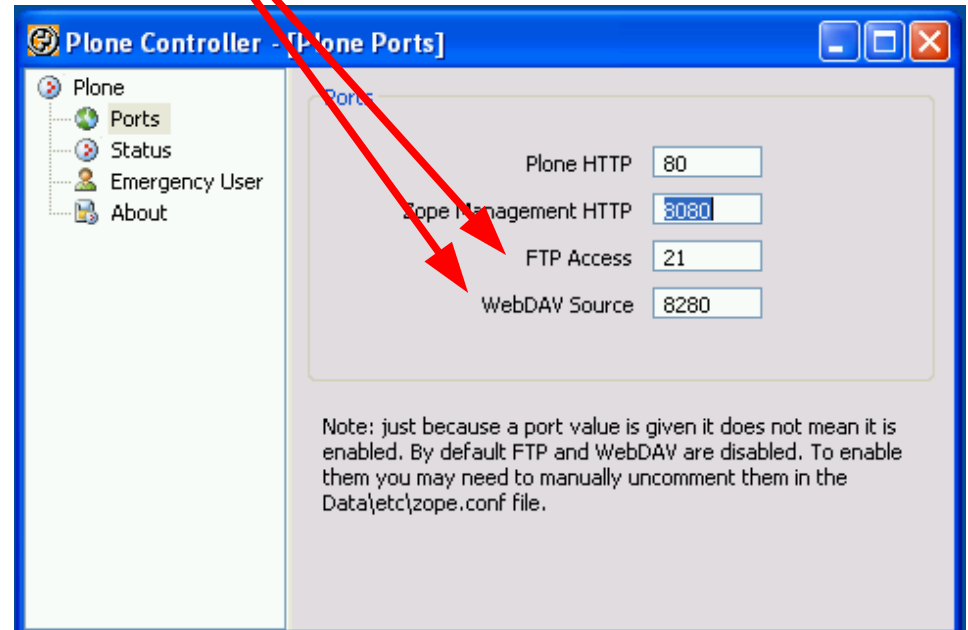 Plone Controller - [Plone Ports]
Plone
Ports
Status
Emergency User
About
Ports
Plone HTTP 80
Zope Management HTTP 8080
FTP Access 21
WebDAV Source 8280
Note: just because a port value is given it does not mean it is
enabled. By default FTP and WebDAV are disabled. To enable
them you may need to manually uncomment them in the
Data\etc\zope.conf file.